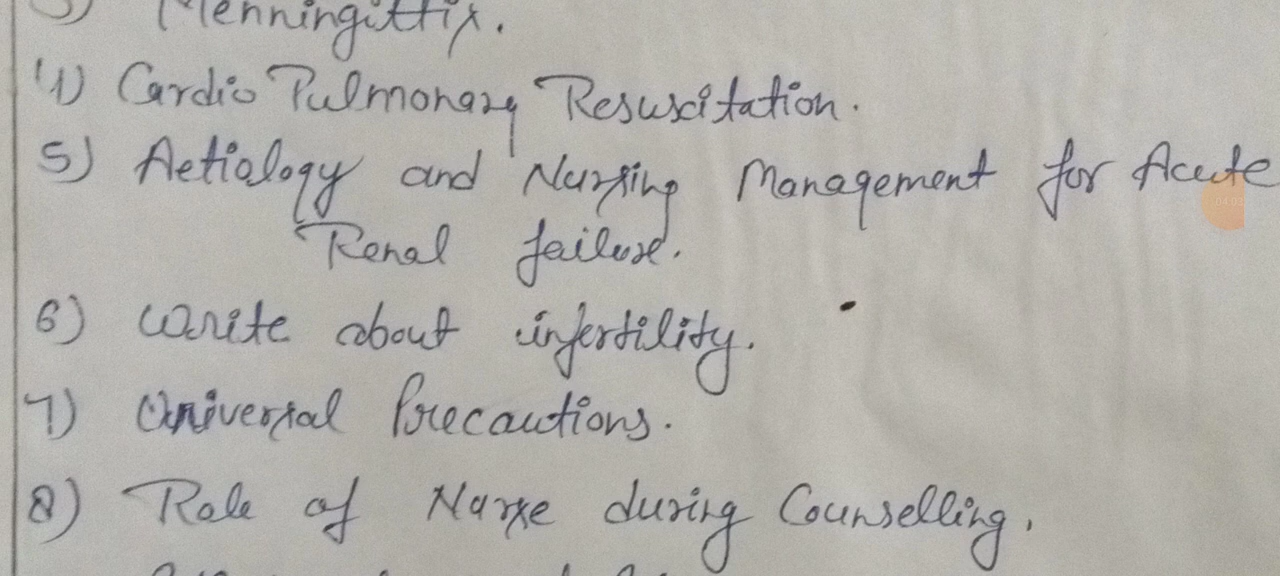 3) Menningittix.
4) Cardio Pulmonary Resuscitation.
5) Aetiology and Nursing Management for Acute
Renal failure.
6) Write about infertility.
7) Universal Precautions.
8) Role of Nurse during Counselling.